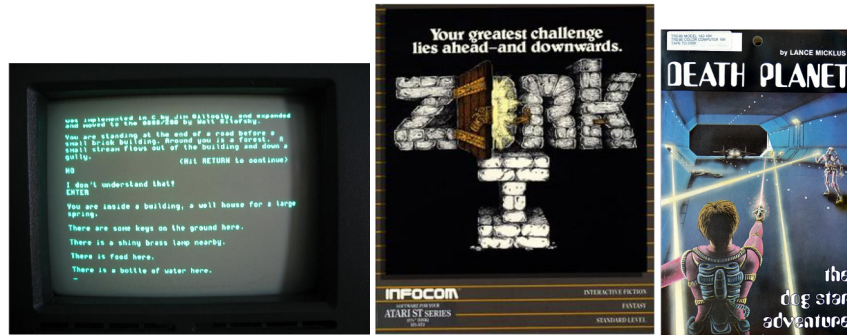 was implemented in C by Jim Gillogly, and expanded
and moved to the 8088/Z80 by Walt Bilofsky.
You are standing at the end of a road before a
small brick building. Around you is a forest. A
small stream flows out of the building and down a
gully.
(Hit RETURN to continue)
NO
I don't understand that?
ENTER
You are inside a building, a well house for a large
spring.
There are some keys on the ground here.
There is a shiny brass lamp nearby.
There is food here.
There is a bottle of water here.
Your greatest challenge
lies ahead–and downwards.
ZORK
I
INFOCOM
INTERACTIVE FICTION
SOFTWARE FOR YOUR
ATARI ST SERIES
FANTASY
STANDARD LEVEL
by LANCE MICKLUS
DEATH PLANET
the
dog star
adventure